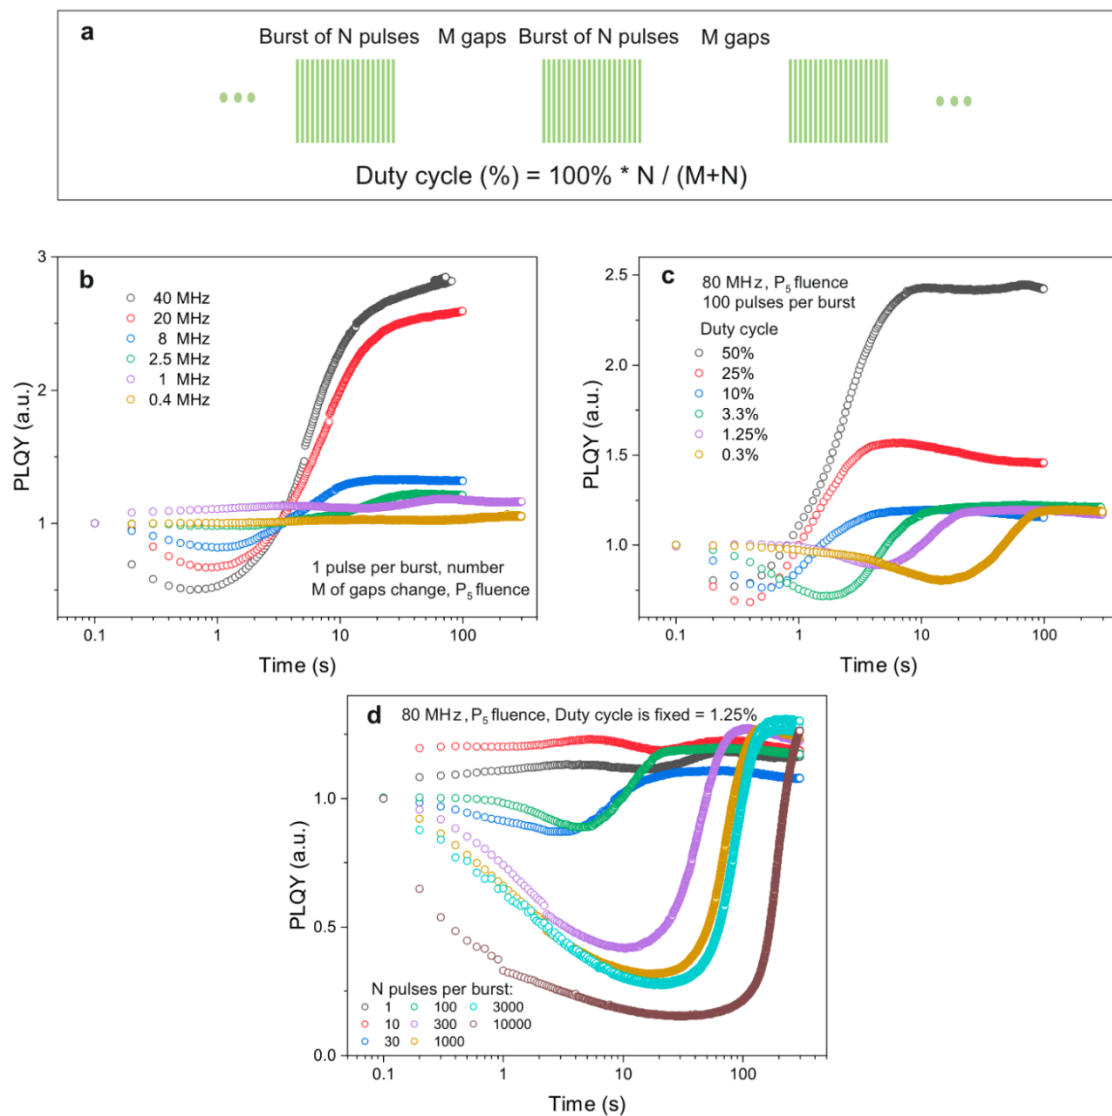 a
Burst of N pulses M gaps Burst of N pulses M gaps
Duty cycle (%) = 100% * N / (M+N)
b
3
2
1
PLQY (a.u.)
40 MHz
20 MHz
8 MHz
2.5 MHz
1 MHz
0.4 MHz
1 pulse per burst, number
M of gaps change, P₅ fluence
0.1 1 10 100
Time (s)
c
80 MHz, P₅ fluence
100 pulses per burst
Duty cycle
50%
25%
10%
3.3%
1.25%
0.3%
2.5
2.0
1.5
1.0
PLQY (a.u.)
0.1 1 10 100
Time (s)
d
80 MHz, P₅ fluence, Duty cycle is fixed = 1.25%
1.0
0.5
0.0
PLQY (a.u.)
N pulses per burst:
1 100 3000
10 300 10000
30 1000
0.1 1 10 100
Time (s)